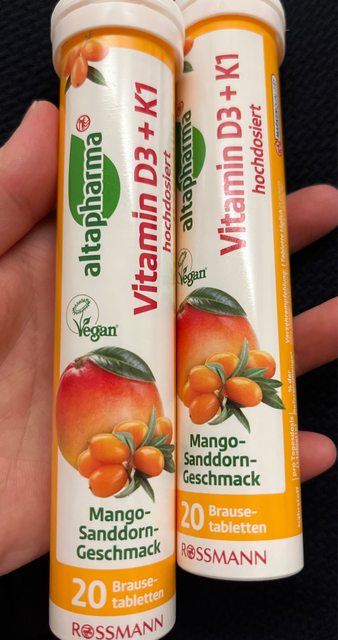 altapharma
Vitamin D3 + K1
hochdosiert
Vegan
Mango-
Sanddorn-
Geschmack
20 Brause-
tabletten
ROSSMANN
altapharma
Vitamin D3 + K1
hochdosiert
Vegan
Mango-
Sanddorn-
Geschmack
20 Brause-
tabletten
ROSSMANN